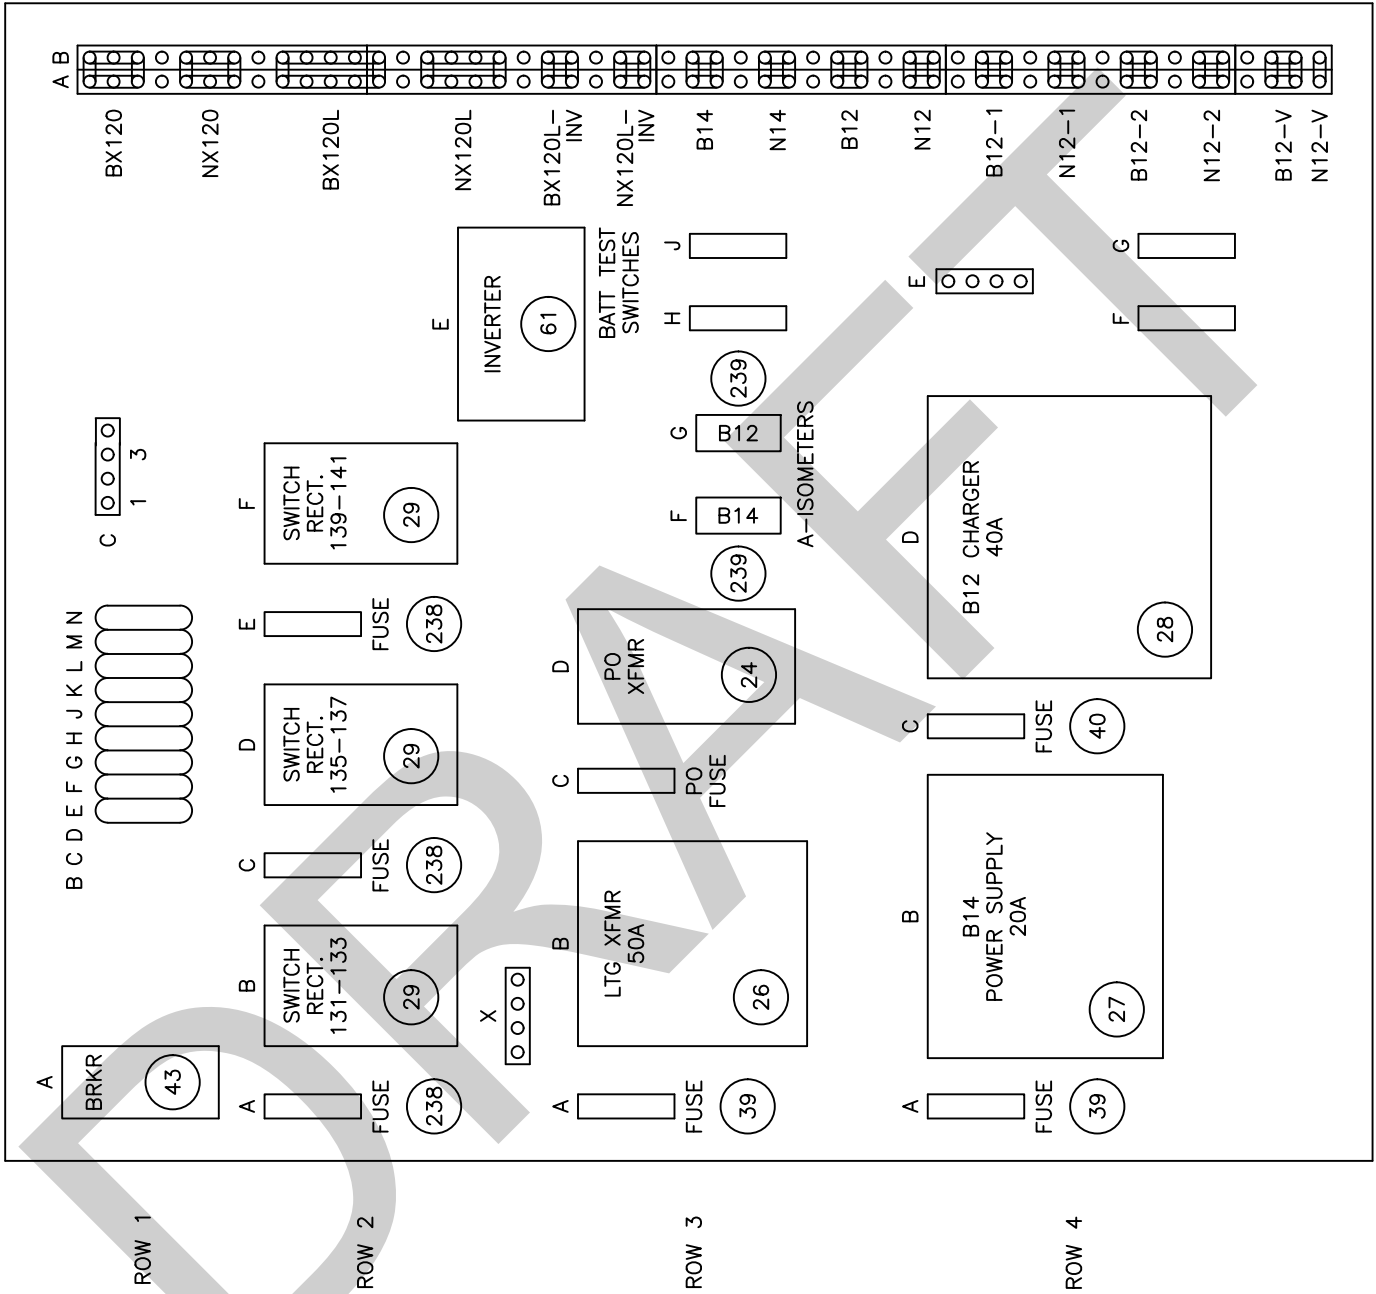 B
A
BX120
NX120
BX120L
NX120L
BX120L-
INV
NX120L-
INV
B14
N14
B12
N12
B12-1
N12-1
B12-2
N12-2
B12-V
N12-V
ROW 1
A
BRKR
43
B C D E F G H J K L M N
C
1 3
ROW 2
A
FUSE
238
B
SWITCH
RECT.
131-133
29
C
FUSE
238
D
SWITCH
RECT.
135-137
29
E
FUSE
238
F
SWITCH
RECT.
139-141
29
X
E
INVERTER
61
ROW 3
A
FUSE
39
B
LTG XFMR
50A
26
C
PO
FUSE
D
PO
XFMR
24
F
B14
239
G
B12
239
A-ISOMETERS
BATT TEST
SWITCHES
H
J
ROW 4
A
FUSE
39
B
B14
POWER SUPPLY
20A
27
C
FUSE
40
D
B12 CHARGER
40A
28
E
F
G
DRAFT